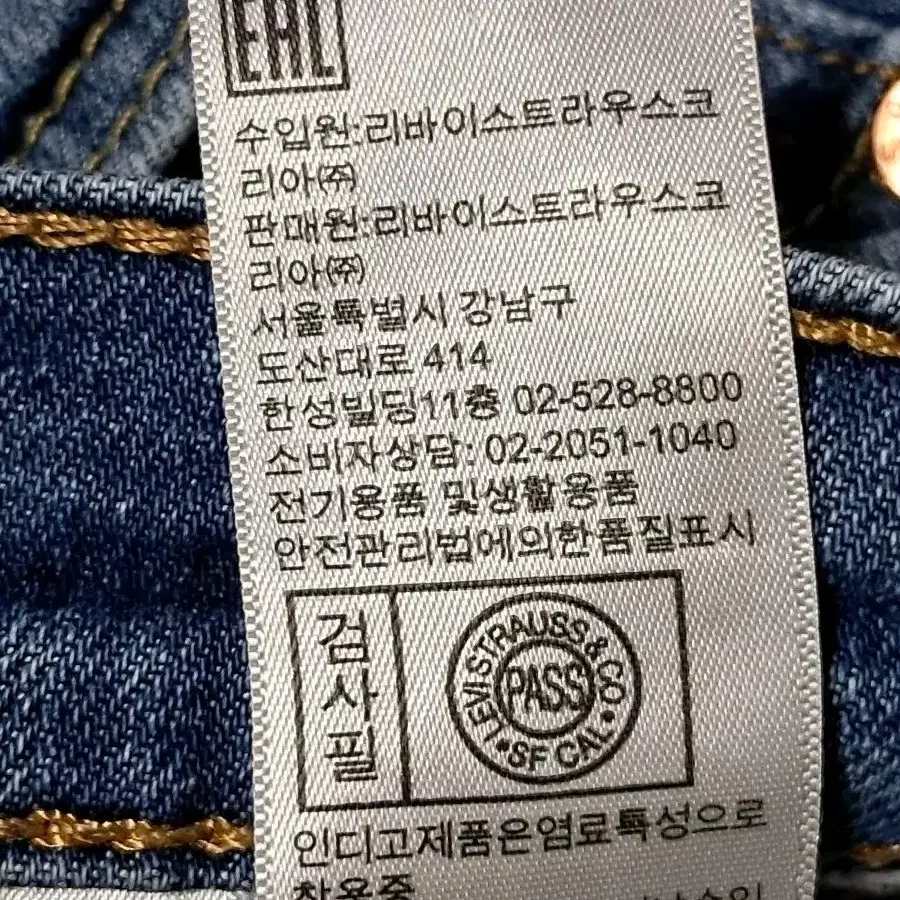 EAC
수입원:리바이스트라우스코
리아㈜
판매원:리바이스트라우스코
리아㈜
서울특별시 강남구
도산대로 414
한성빌딩11층 02-528-8800
소비자상담: 02-2051-1040
전기용품 및생활용품
안전관리법에의한품질표시
검사필
LEVI STRAUSS & CO • SF CAL •
PASS
인디고제품은염료특성으로
착용중